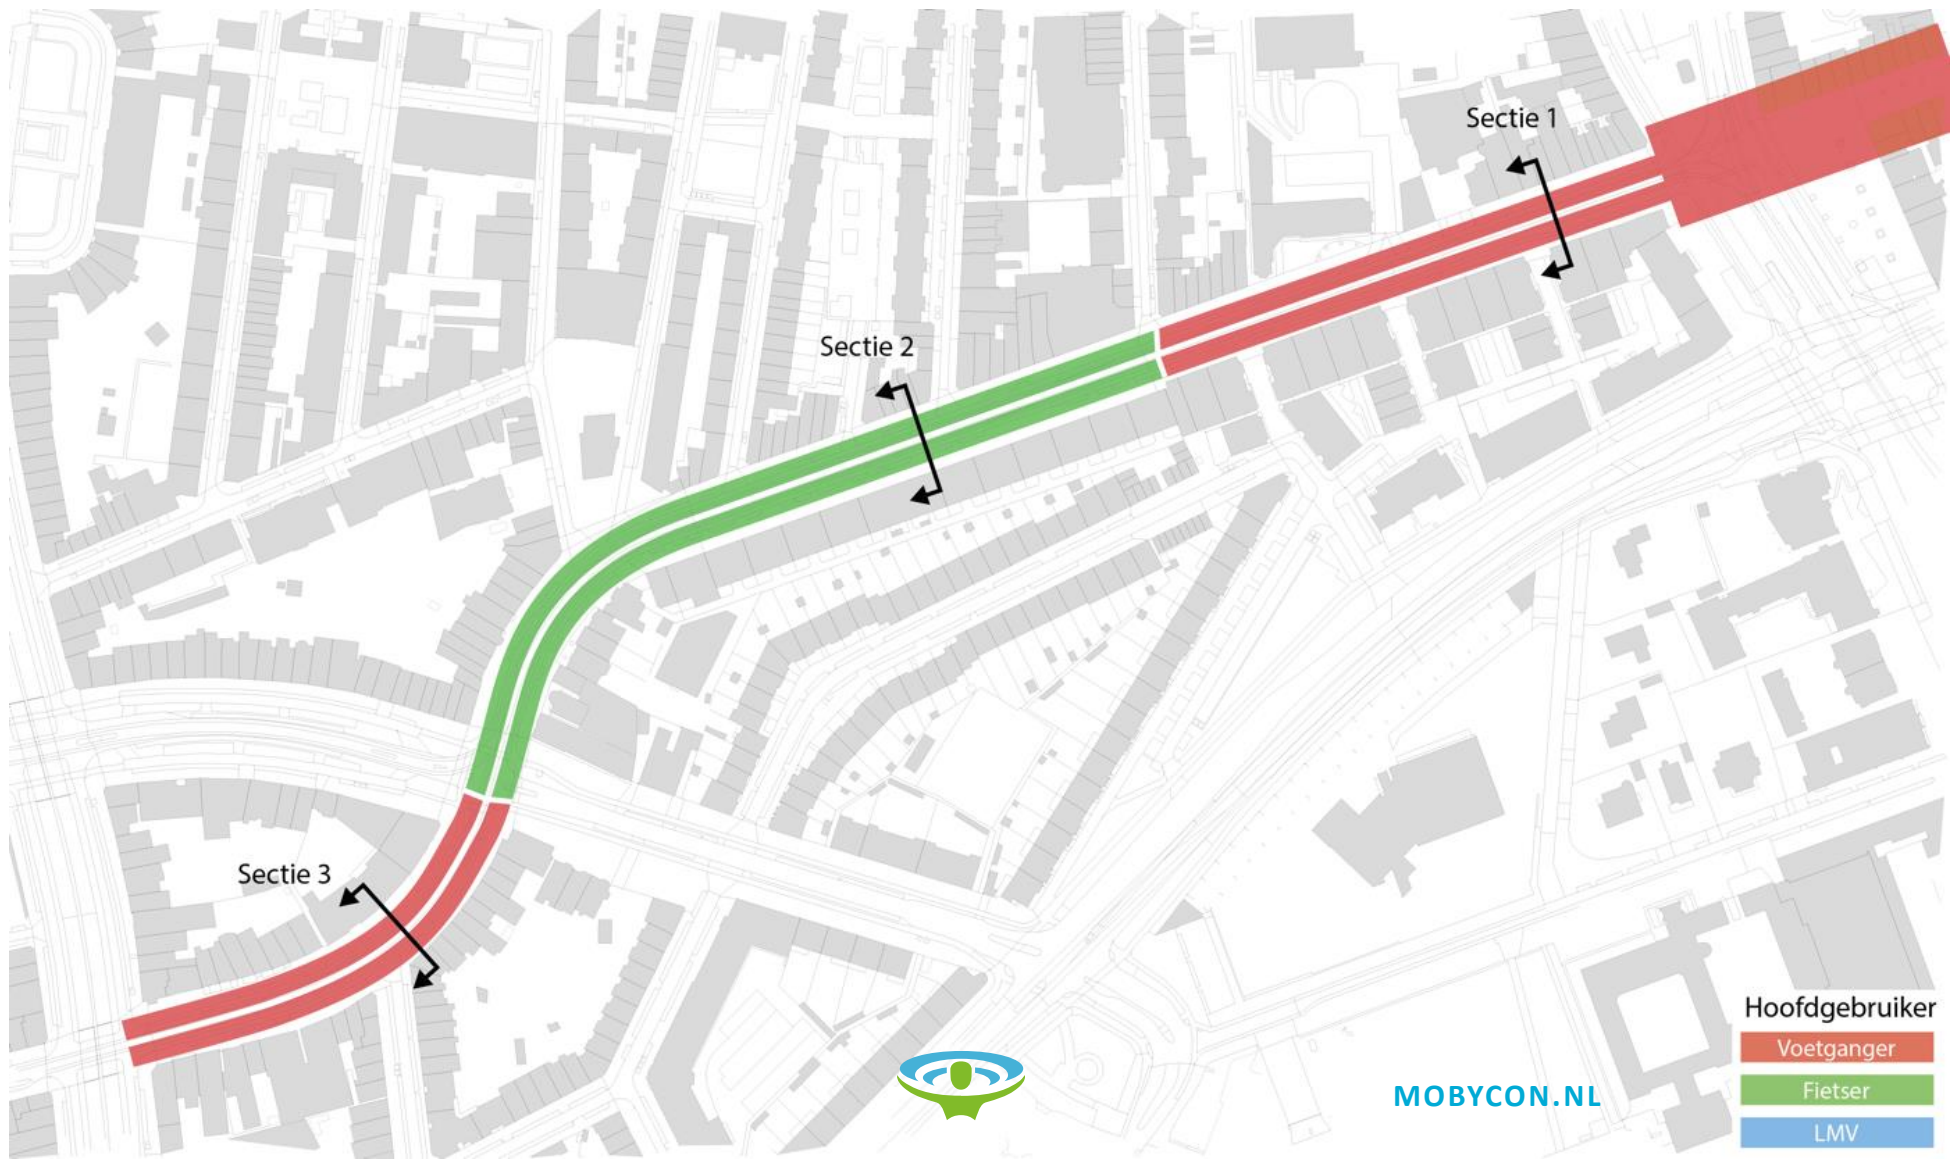 Sectie 1
Sectie 2
Sectie 3
Hoofdgebruiker
Voetganger
Fietser
LMV
MOBYCON.NL